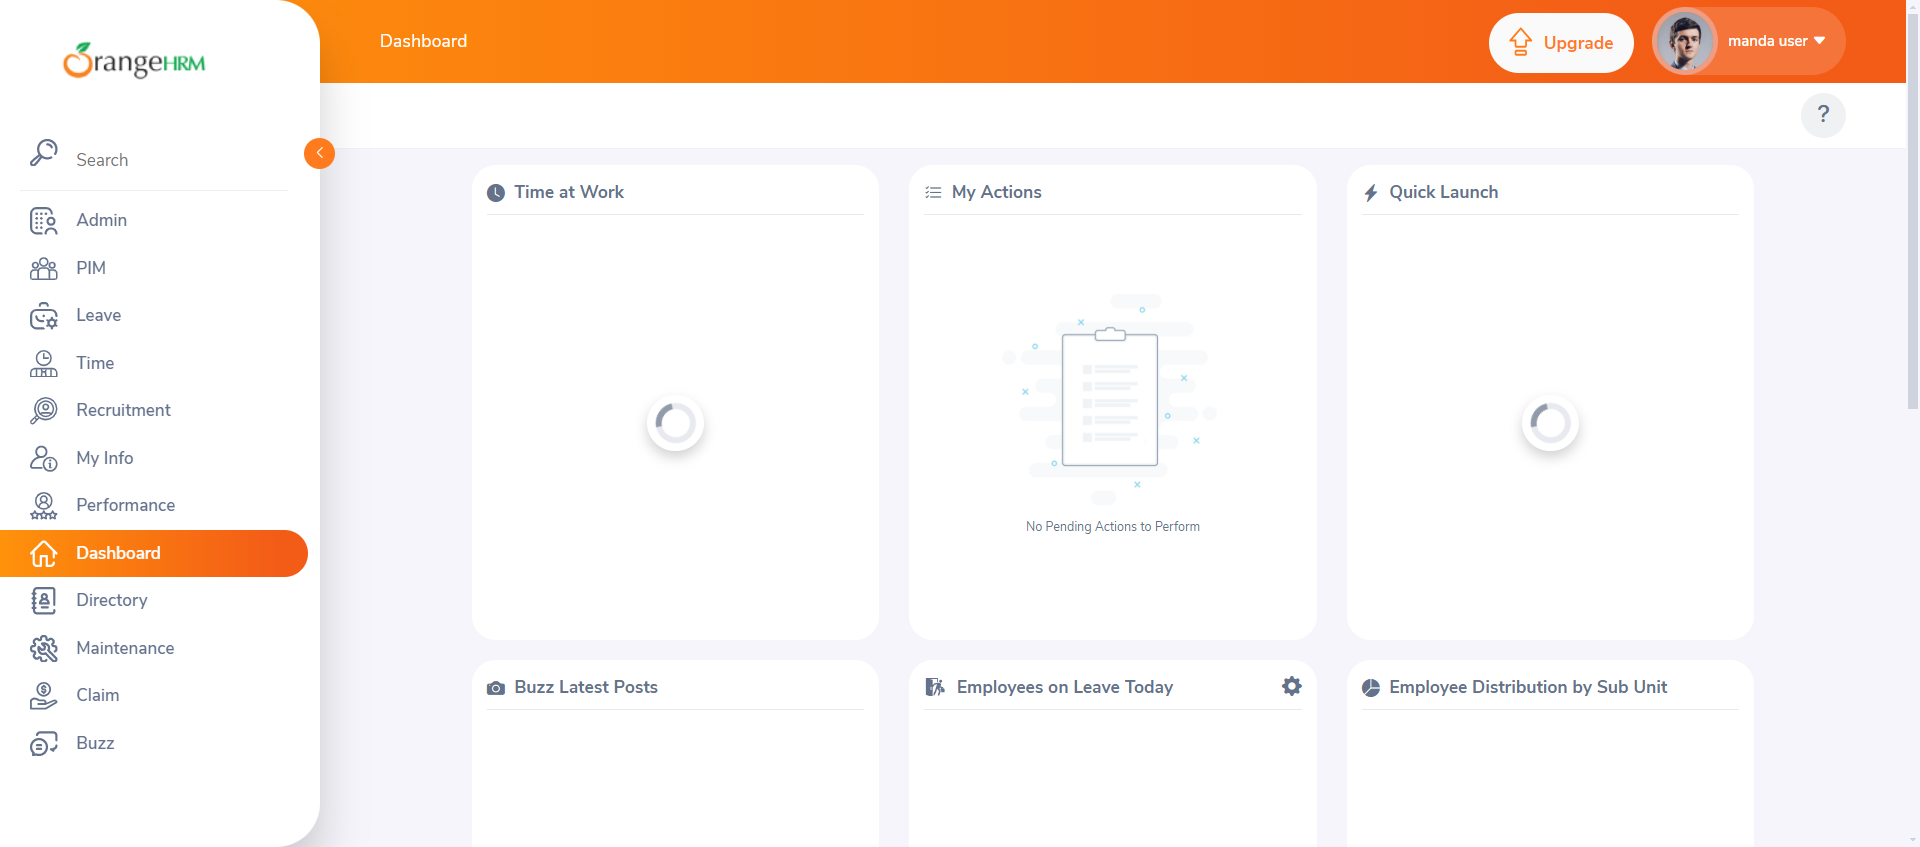 OrangeHRM
Dashboard
Upgrade
manda user
?
Search
Admin
PIM
Leave
Time
Recruitment
My Info
Performance
Dashboard
Directory
Maintenance
Claim
Buzz
Time at Work
My Actions
No Pending Actions to Perform
Quick Launch
Buzz Latest Posts
Employees on Leave Today
Employee Distribution by Sub Unit